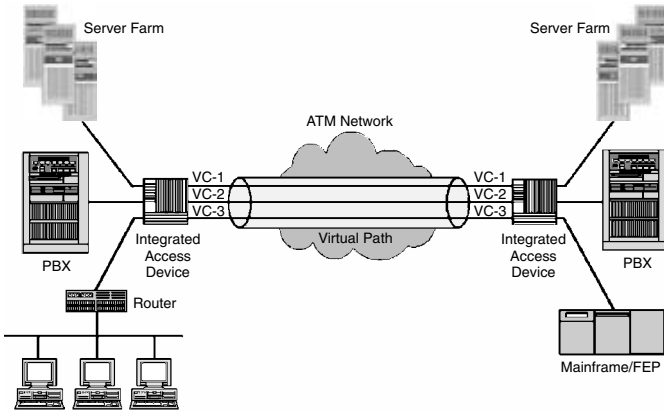 Server Farm
Server Farm
ATM Network
VC-1
VC-1
VC-2
VC-2
VC-3
VC-3
Virtual Path
Integrated
Access
Device
Integrated
Access
Device
PBX
PBX
Router
Mainframe/FEP